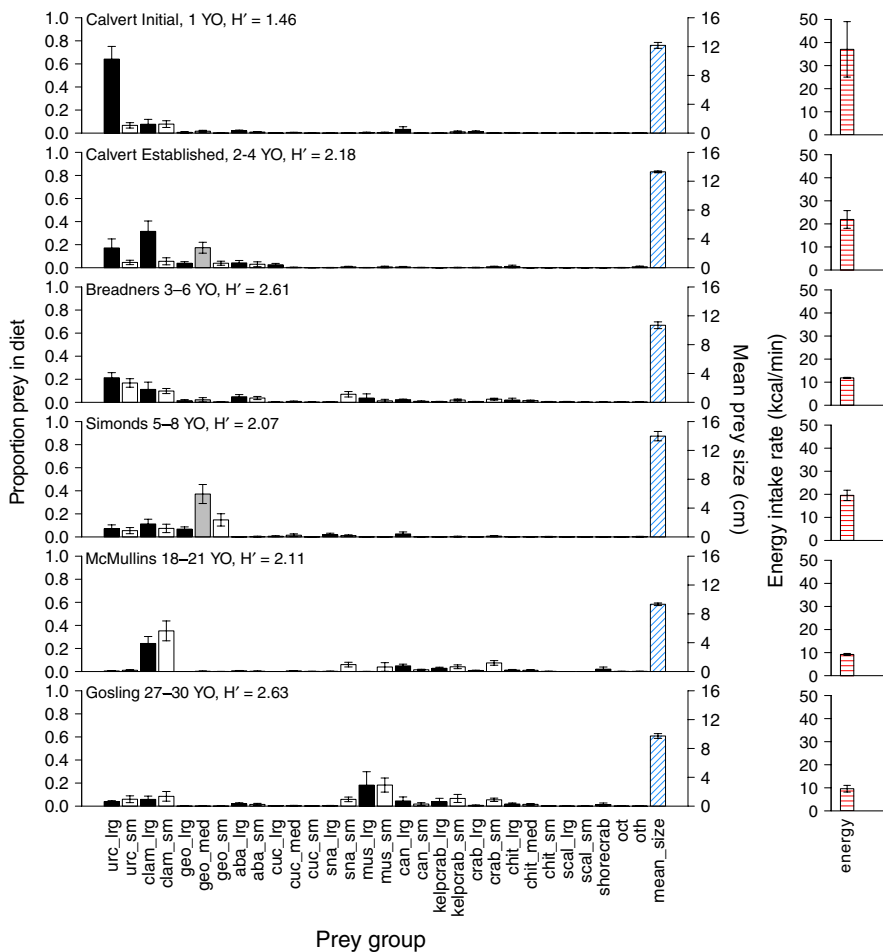 Calvert Initial, 1 YO, H′ = 1.46
1.0
0.8
0.6
0.4
0.2
0.0
16
12
8
4
0
50
40
30
20
10
0
Calvert Established, 2-4 YO, H′ = 2.18
1.0
0.8
0.6
0.4
0.2
0.0
16
12
8
4
0
50
40
30
20
10
0
Breadners 3–6 YO, H′ = 2.61
1.0
0.8
0.6
0.4
0.2
0.0
16
12
8
4
0
50
40
30
20
10
0
Simonds 5–8 YO, H′ = 2.07
1.0
0.8
0.6
0.4
0.2
0.0
16
12
8
4
0
50
40
30
20
10
0
McMullins 18–21 YO, H′ = 2.11
1.0
0.8
0.6
0.4
0.2
0.0
16
12
8
4
0
50
40
30
20
10
0
Gosling 27–30 YO, H′ = 2.63
1.0
0.8
0.6
0.4
0.2
0.0
16
12
8
4
0
50
40
30
20
10
0
Proportion prey in diet
Mean prey size (cm)
Energy intake rate (kcal/min)
urc_lrg
urc_sm
clam_lrg
clam_sm
geo_lrg
geo_med
geo_sm
aba_lrg
aba_sm
cuc_lrg
cuc_med
cuc_sm
sna_lrg
sna_sm
mus_lrg
mus_sm
can_lrg
can_sm
kelpcrab_lrg
kelpcrab_sm
crab_lrg
crab_sm
chit_lrg
chit_med
chit_sm
scal_lrg
scal_sm
shorecrab
oct
oth
mean_size
energy
Prey group